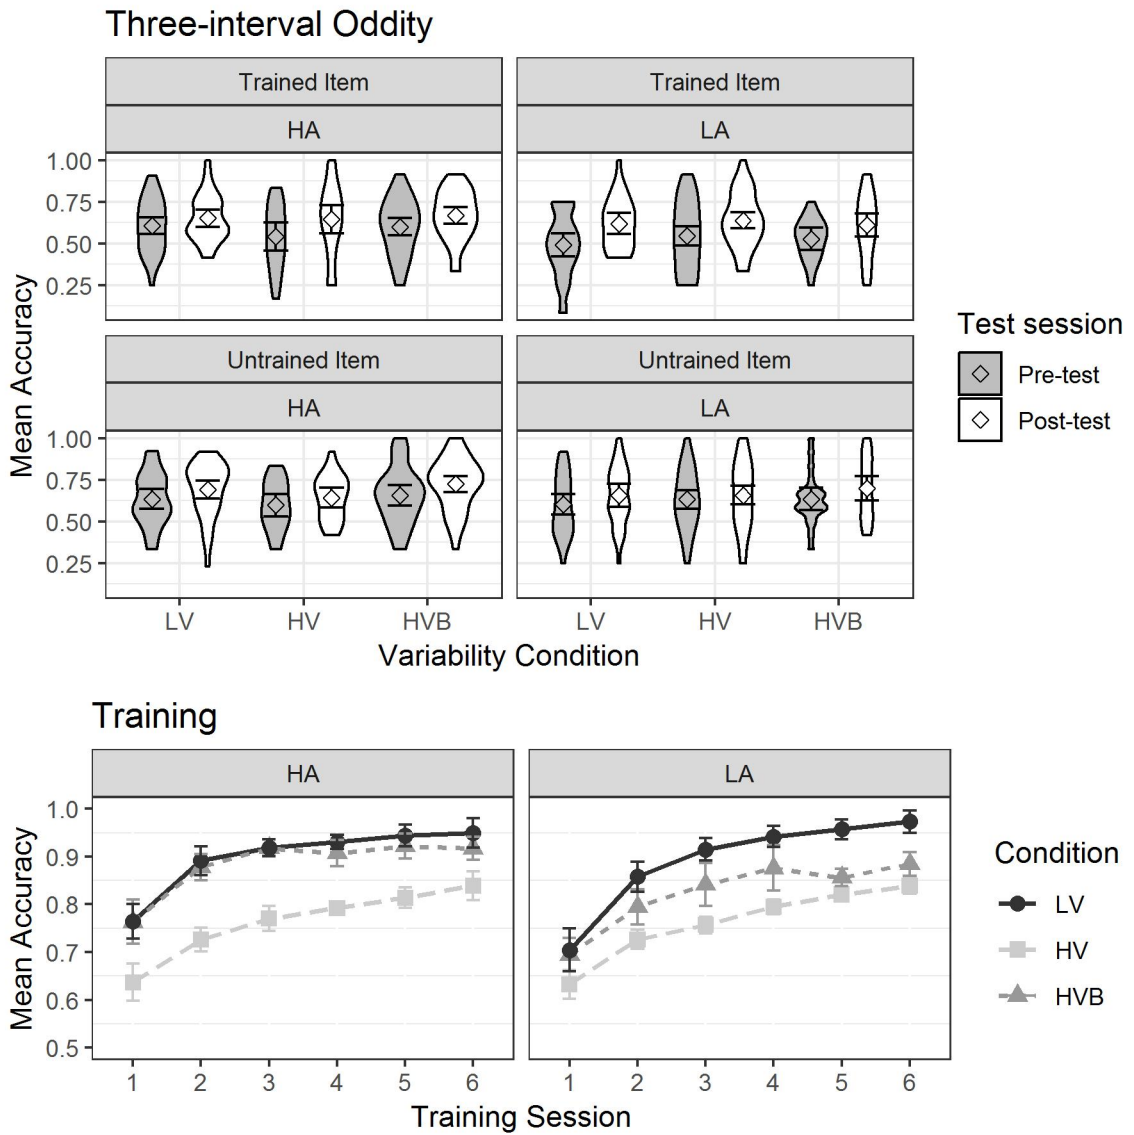 Three-interval Oddity
Trained Item
Trained Item
HA
LA
1.00
0.75
0.50
0.25
Untrained Item
Untrained Item
HA
LA
1.00
0.75
0.50
0.25
Mean Accuracy
LV
HV
HVB
LV
HV
HVB
Variability Condition
Test session
Pre-test
Post-test
Training
HA
LA
1.0
0.9
0.8
0.7
0.6
0.5
Mean Accuracy
1
2
3
4
5
6
1
2
3
4
5
6
Training Session
Condition
LV
HV
HVB